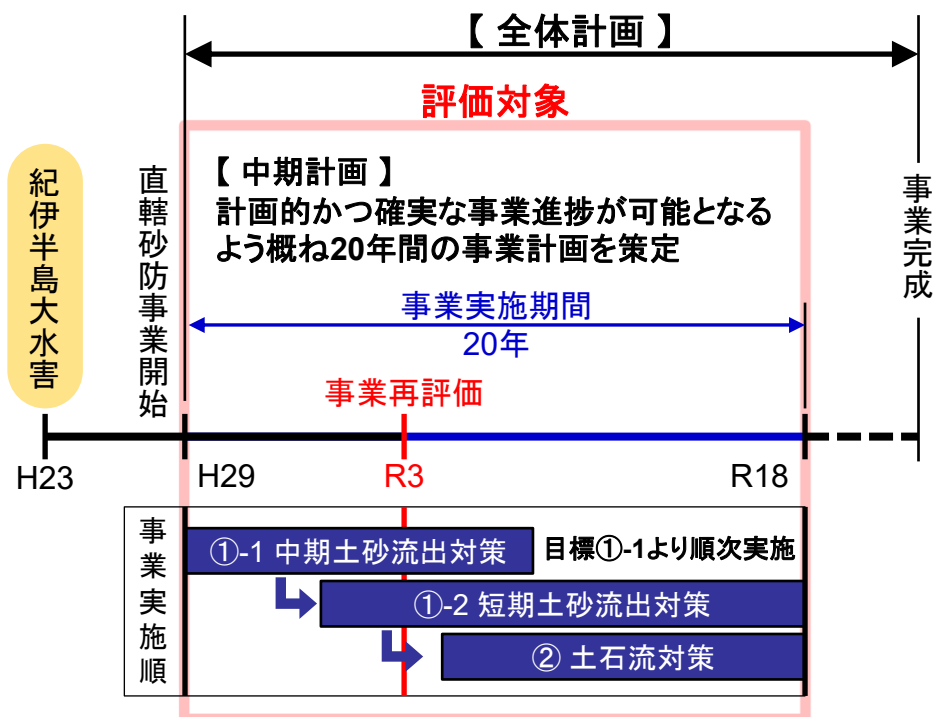 【 全体計画 】
評価対象
紀伊半島大水害
直轄砂防事業開始
【 中期計画 】
計画的かつ確実な事業進捗が可能となる
よう概ね20年間の事業計画を策定
事業完成
事業実施期間
20年
事業再評価
H23
H29
R3
R18
事業実施順
①-1 中期土砂流出対策
目標①-1より順次実施
①-2 短期土砂流出対策
② 土石流対策